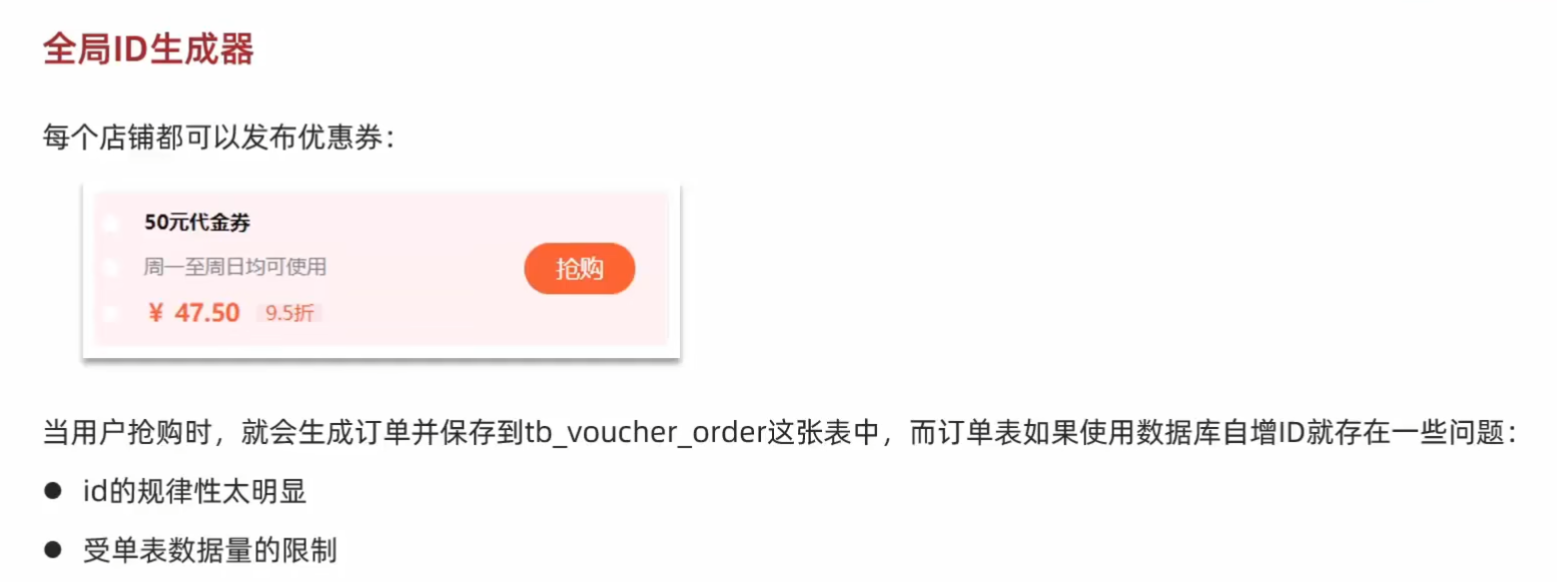 全局ID生成器
每个店铺都可以发布优惠券：
50元代金券
周一至周日均可使用
抢购
￥ 47.50 9.5折
当用户抢购时，就会生成订单并保存到tb_voucher_order这张表中，而订单表如果使用数据库自增ID就存在一些问题：
● id的规律性太明显
● 受单表数据量的限制